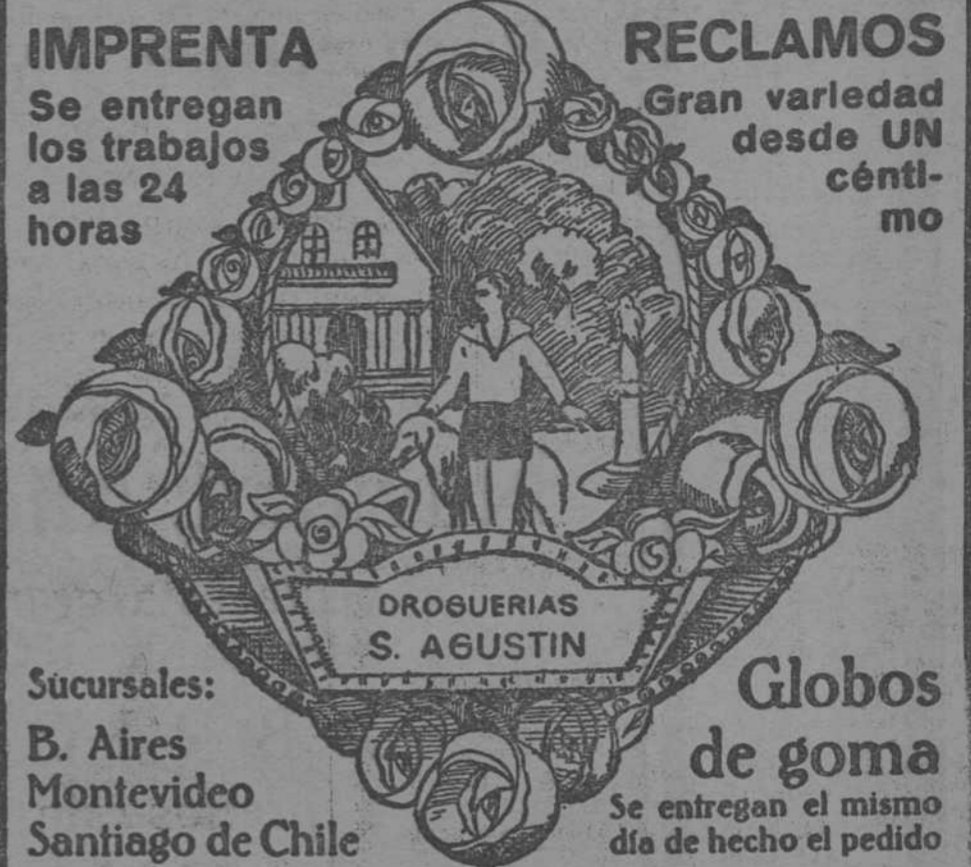 IMPRENTA
Se entregan
los trabajos
a las 24
horas
RECLAMOS
Gran variedad
desde UN
cénti-
mo
DROGUERIAS
S. AGUSTIN
Sucursales:
B. Aires
Montevideo
Santiago de Chile
Globos
de goma
Se entregan el mismo
día de hecho el pedido